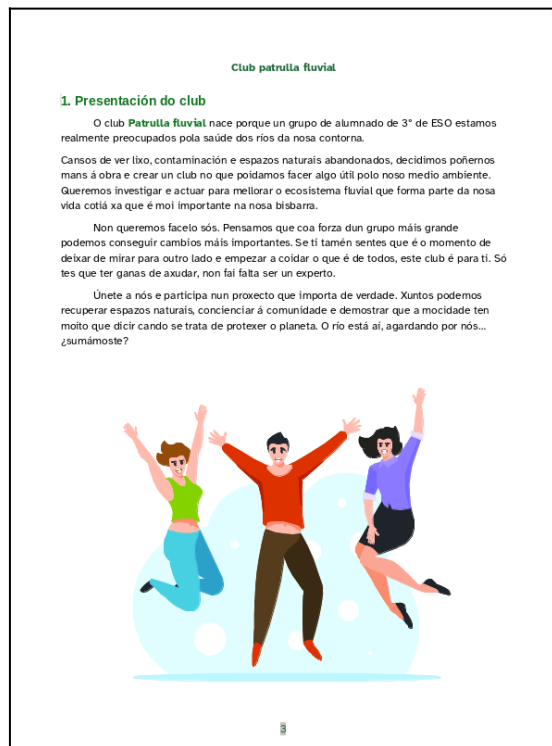 Club patrulla fluvial
1. Presentación do club
O club Patrulla fluvial nace porque un grupo de alumnado de 3º de ESO estamos
realmente preocupados pola saúde dos ríos da nosa contorna.
Cansos de ver lixo, contaminación e espazos naturais abandonados, decidimos poñernos
mans á obra e crear un club no que poidamos facer algo útil polo noso medio ambiente.
Queremos investigar e actuar para mellorar o ecosistema fluvial que forma parte da nosa
vida cotiá xa que é moi importante na nosa bisbarra.
Non queremos facelo sós. Pensamos que coa forza dun grupo máis grande
podemos conseguir cambios máis importantes. Se ti tamén sentes que é o momento de
deixar de mirar para outro lado e empezar a coidar o que é de todos, este club é para ti. Só
tes que ter ganas de axudar, non fai falta ser un experto.
Únete a nós e participa nun proxecto que importa de verdade. Xuntos podemos
recuperar espazos naturais, concienciar á comunidade e demostrar que a mocidade ten
moito que dicir cando se trata de protexer o planeta. O río está aí, agardando por nós...
¿sumámoste?
3